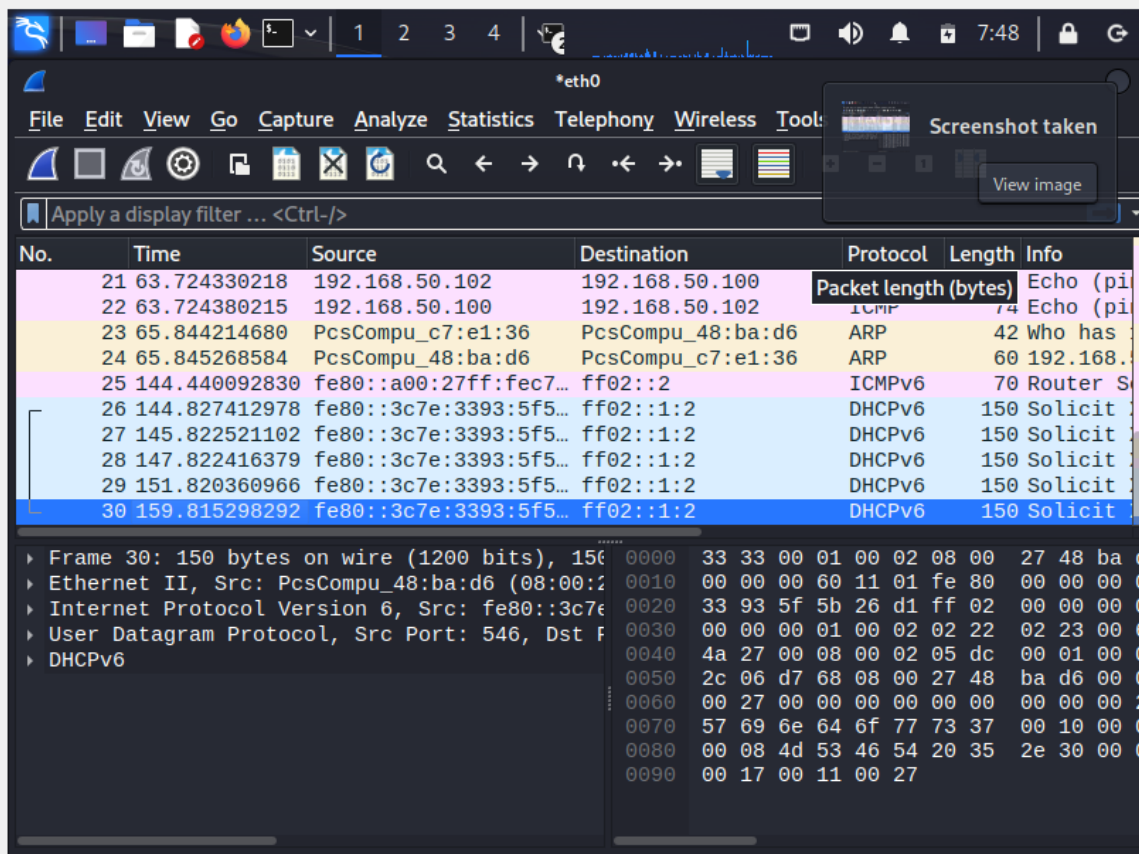 1 2 3 4 7:48
*eth0
File Edit View Go Capture Analyze Statistics Telephony Wireless Tools
Screenshot taken
View image
Apply a display filter ... <Ctrl-/>
No. Time Source Destination Protocol Length Info
21 63.724330218 192.168.50.102 192.168.50.100 Echo (pin
Packet length (bytes)
22 63.724380215 192.168.50.100 192.168.50.102 ICMP 74 Echo (pin
23 65.844214680 PcsCompu_c7:e1:36 PcsCompu_48:ba:d6 ARP 42 Who has
24 65.845268584 PcsCompu_48:ba:d6 PcsCompu_c7:e1:36 ARP 60 192.168.
25 144.440092830 fe80::a00:27ff:fec7… ff02::2 ICMPv6 70 Router S
26 144.827412978 fe80::3c7e:3393:5f5… ff02::1:2 DHCPv6 150 Solicit
27 145.822521102 fe80::3c7e:3393:5f5… ff02::1:2 DHCPv6 150 Solicit
28 147.822416379 fe80::3c7e:3393:5f5… ff02::1:2 DHCPv6 150 Solicit
29 151.820360966 fe80::3c7e:3393:5f5… ff02::1:2 DHCPv6 150 Solicit
30 159.815298292 fe80::3c7e:3393:5f5… ff02::1:2 DHCPv6 150 Solicit
Frame 30: 150 bytes on wire (1200 bits), 150
Ethernet II, Src: PcsCompu_48:ba:d6 (08:00:2
Internet Protocol Version 6, Src: fe80::3c7e
User Datagram Protocol, Src Port: 546, Dst P
DHCPv6
0000 33 33 00 01 00 02 08 00 27 48 ba
0010 00 00 00 60 11 01 fe 80 00 00 00
0020 33 93 5f 5b 26 d1 ff 02 00 00 00
0030 00 00 00 01 00 02 02 22 02 23 00
0040 4a 27 00 08 00 02 05 dc 00 01 00
0050 2c 06 d7 68 08 00 27 48 ba d6 00
0060 00 27 00 00 00 00 00 00 00 00 00
0070 57 69 6e 64 6f 77 73 37 00 10 00
0080 00 08 4d 53 46 54 20 35 2e 30 00
0090 00 17 00 11 00 27